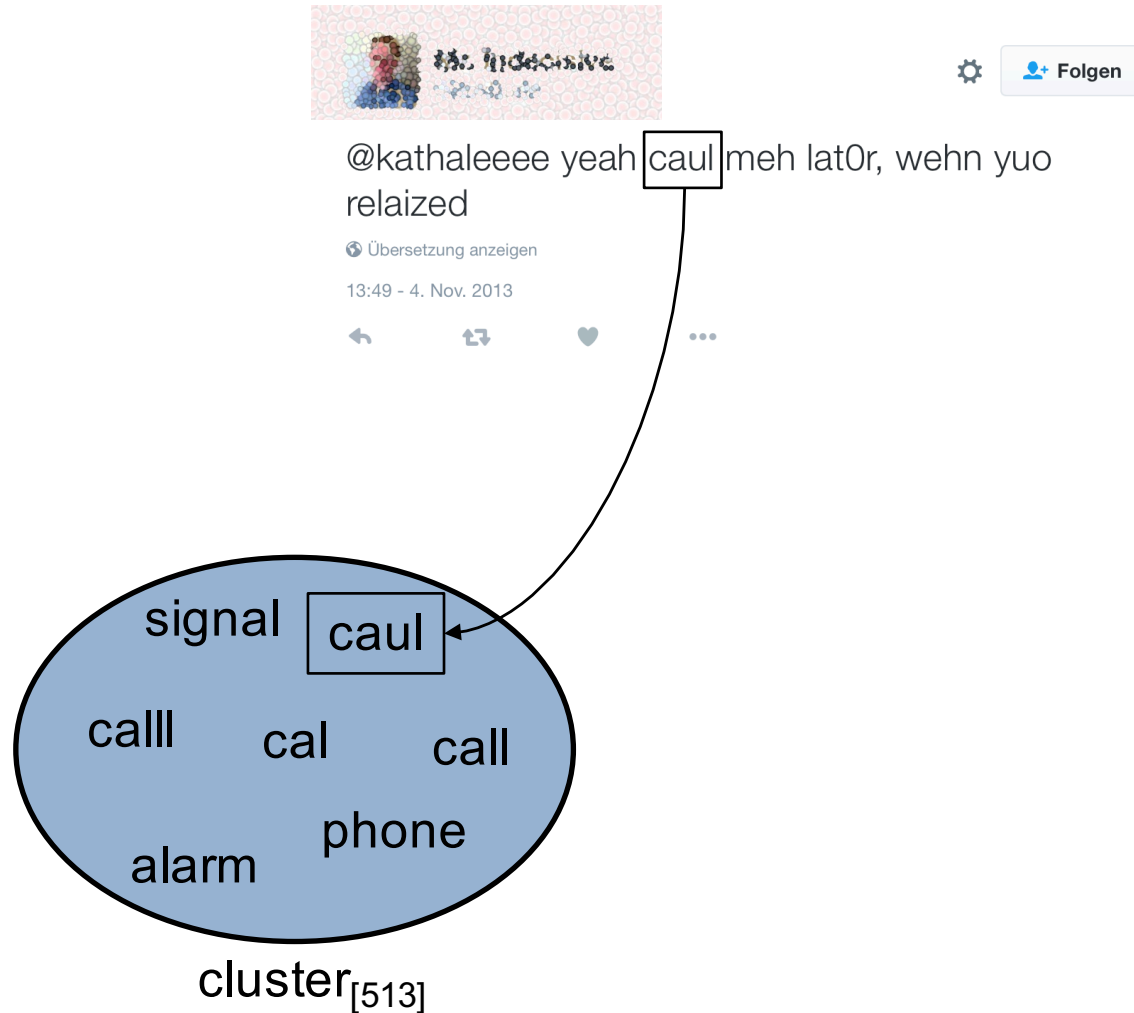 Folgen
@kathaleeee yeah caul meh lat0r, wehn yuo
relaized
Übersetzung anzeigen
13:49 - 4. Nov. 2013
signal caul
calll cal call
phone
alarm
cluster[513]